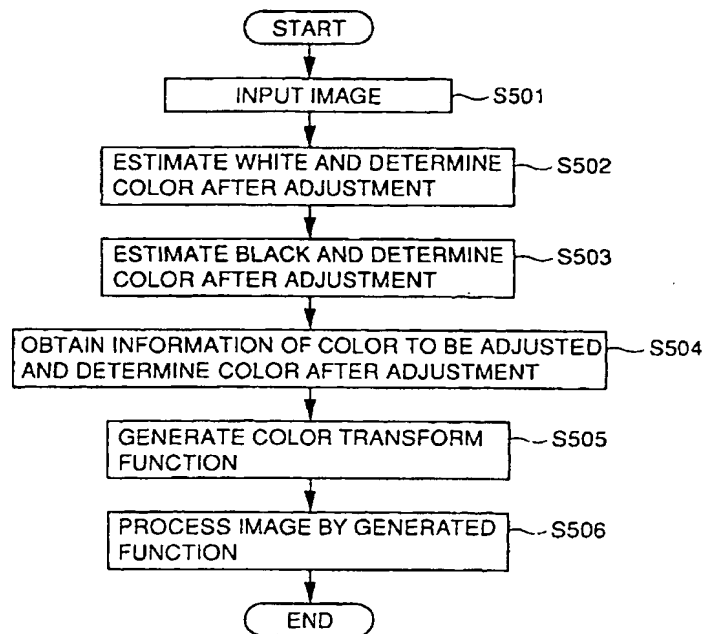 START
INPUT IMAGE
S501
ESTIMATE WHITE AND DETERMINE
COLOR AFTER ADJUSTMENT
S502
ESTIMATE BLACK AND DETERMINE
COLOR AFTER ADJUSTMENT
S503
OBTAIN INFORMATION OF COLOR TO BE ADJUSTED
AND DETERMINE COLOR AFTER ADJUSTMENT
S504
GENERATE COLOR TRANSFORM
FUNCTION
S505
PROCESS IMAGE BY GENERATED
FUNCTION
S506
END